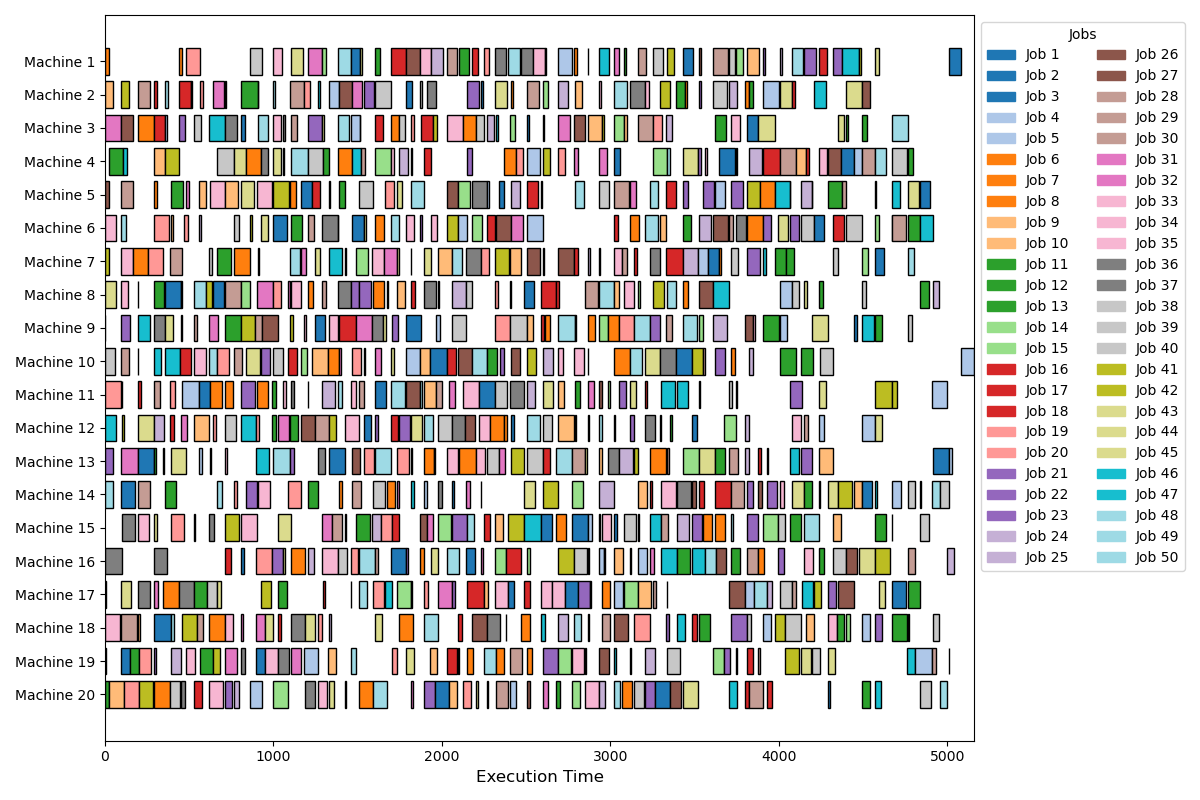 Machine 1
Machine 2
Machine 3
Machine 4
Machine 5
Machine 6
Machine 7
Machine 8
Machine 9
Machine 10
Machine 11
Machine 12
Machine 13
Machine 14
Machine 15
Machine 16
Machine 17
Machine 18
Machine 19
Machine 20
0 1000 2000 3000 4000 5000
Execution Time
Jobs
Job 1 Job 26
Job 2 Job 27
Job 3 Job 28
Job 4 Job 29
Job 5 Job 30
Job 6 Job 31
Job 7 Job 32
Job 8 Job 33
Job 9 Job 34
Job 10 Job 35
Job 11 Job 36
Job 12 Job 37
Job 13 Job 38
Job 14 Job 39
Job 15 Job 40
Job 16 Job 41
Job 17 Job 42
Job 18 Job 43
Job 19 Job 44
Job 20 Job 45
Job 21 Job 46
Job 22 Job 47
Job 23 Job 48
Job 24 Job 49
Job 25 Job 50